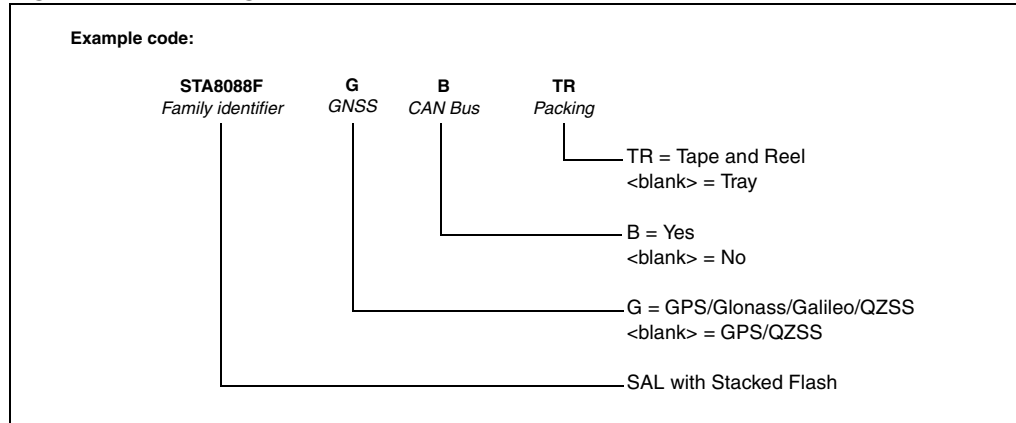 Example code:
STA8088F G B TR
Family identifier GNSS CAN Bus Packing
TR = Tape and Reel
<blank> = Tray
B = Yes
<blank> = No
G = GPS/Glonass/Galileo/QZSS
<blank> = GPS/QZSS
SAL with Stacked Flash